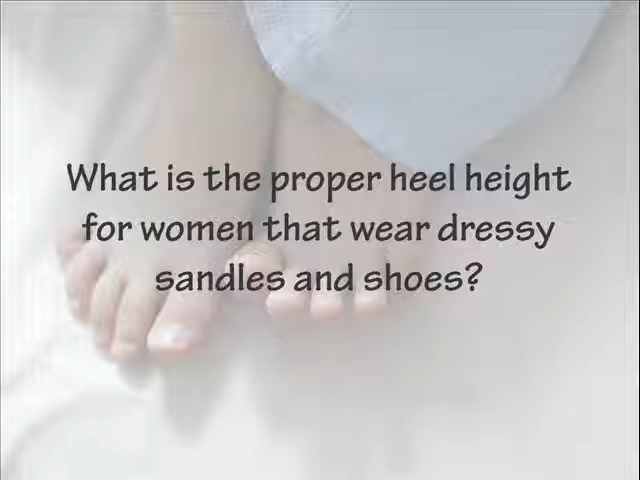 What is the proper heel height
for women that wear dressy
sandles and shoes?